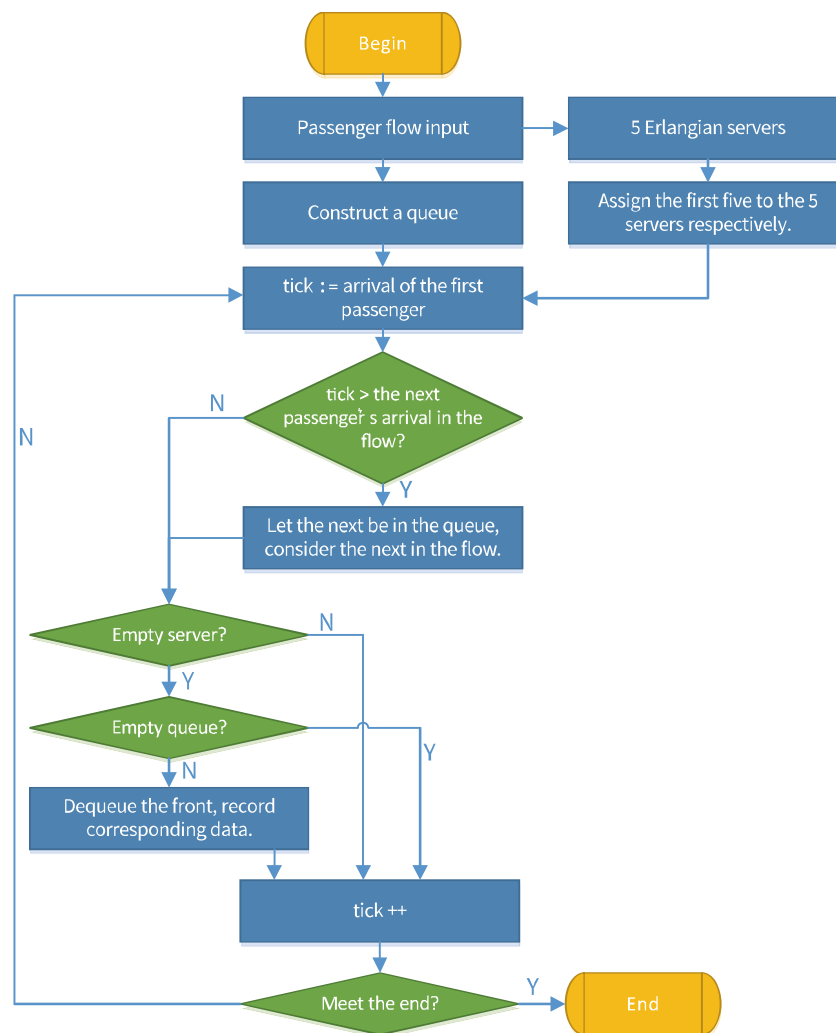 Begin
Passenger flow input
5 Erlangian servers
Construct a queue
Assign the first five to the 5
servers respectively.
tick := arrival of the first
passenger
tick > the next
passenger's arrival in the
flow?
N
N
Y
Let the next be in the queue,
consider the next in the flow.
Empty server?
N
Y
Empty queue?
Y
N
Dequeue the front, record
corresponding data.
tick ++
Meet the end?
Y
End